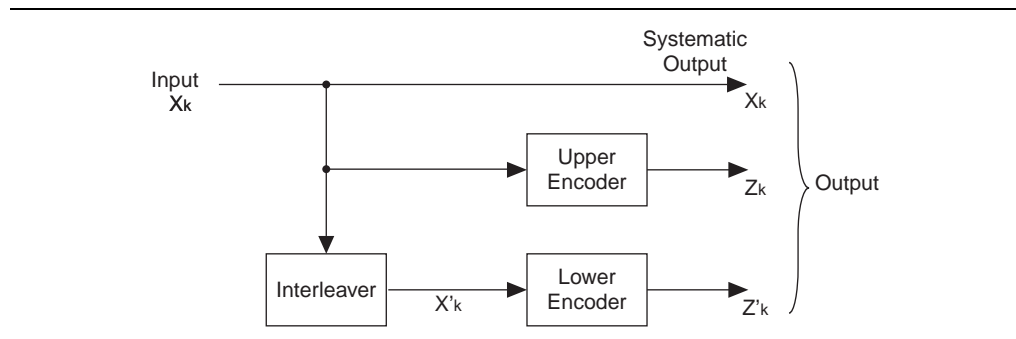 Systematic
Output
Input
Xk
Xk
Upper
Encoder
Zk
Output
Interleaver
X'k
Lower
Encoder
Z'k